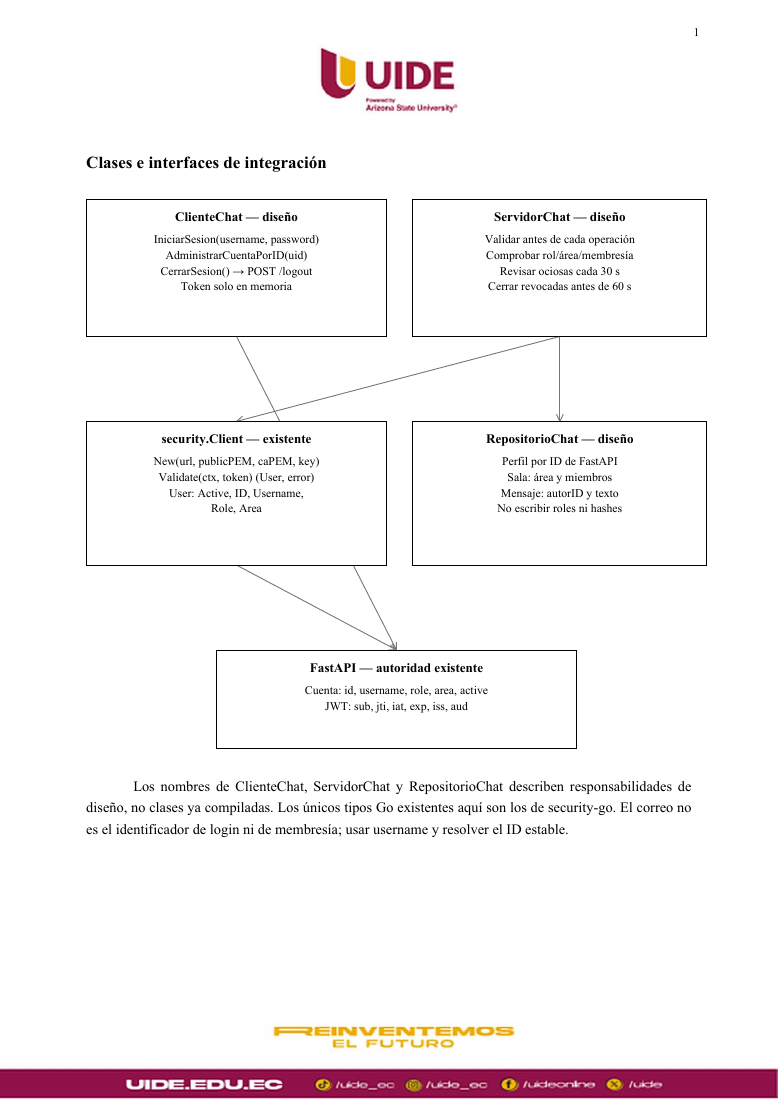 1
UIDE
Powered by
Arizona State University®
Clases e interfaces de integración
ClienteChat — diseño
IniciarSesion(username, password)
AdministrarCuentaPorID(uid)
CerrarSesion() → POST /logout
Token solo en memoria
ServidorChat — diseño
Validar antes de cada operación
Comprobar rol/área/membresía
Revisar ociosas cada 30 s
Cerrar revocadas antes de 60 s
security.Client — existente
New(url, publicPEM, caPEM, key)
Validate(ctx, token) (User, error)
User: Active, ID, Username,
Role, Area
RepositorioChat — diseño
Perfil por ID de FastAPI
Sala: área y miembros
Mensaje: autorID y texto
No escribir roles ni hashes
FastAPI — autoridad existente
Cuenta: id, username, role, area, active
JWT: sub, jti, iat, exp, iss, aud
Los nombres de ClienteChat, ServidorChat y RepositorioChat describen responsabilidades de
diseño, no clases ya compiladas. Los únicos tipos Go existentes aquí son los de security-go. El correo no
es el identificador de login ni de membresía; usar username y resolver el ID estable.
REINVENTEMOS
EL FUTURO
UIDE.EDU.EC /uide_ec /uide_ec /uideonline /uide